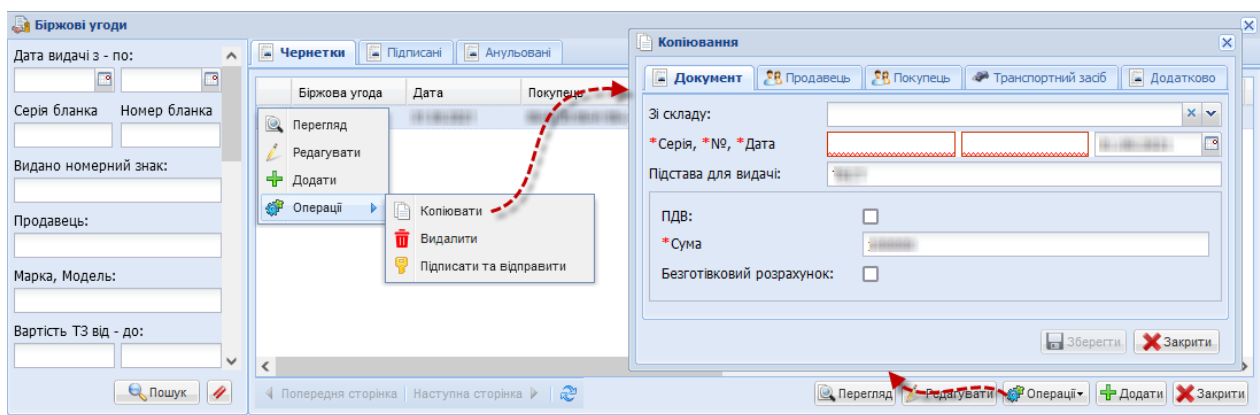 Біржові угоди
Дата видачі з - по:
Серія бланка Номер бланка
Видано номерний знак:
Продавець:
Марка, Модель:
Вартість ТЗ від - до:
Пошук
Чернетки Підписані Анульовані
Біржова угода Дата Покупець
Перегляд
Редагувати
Додати
Операції
Копіювати
Видалити
Підписати та відправити
Попередня сторінка Наступна сторінка
Перегляд Редагувати Операції Додати Закрити
Копіювання
Документ Продавець Покупець Транспортний засіб Додатково
Зі складу:
*Серія, *№, *Дата
Підстава для видачі:
ПДВ:
*Сума
Безготівковий розрахунок:
Зберегти Закрити